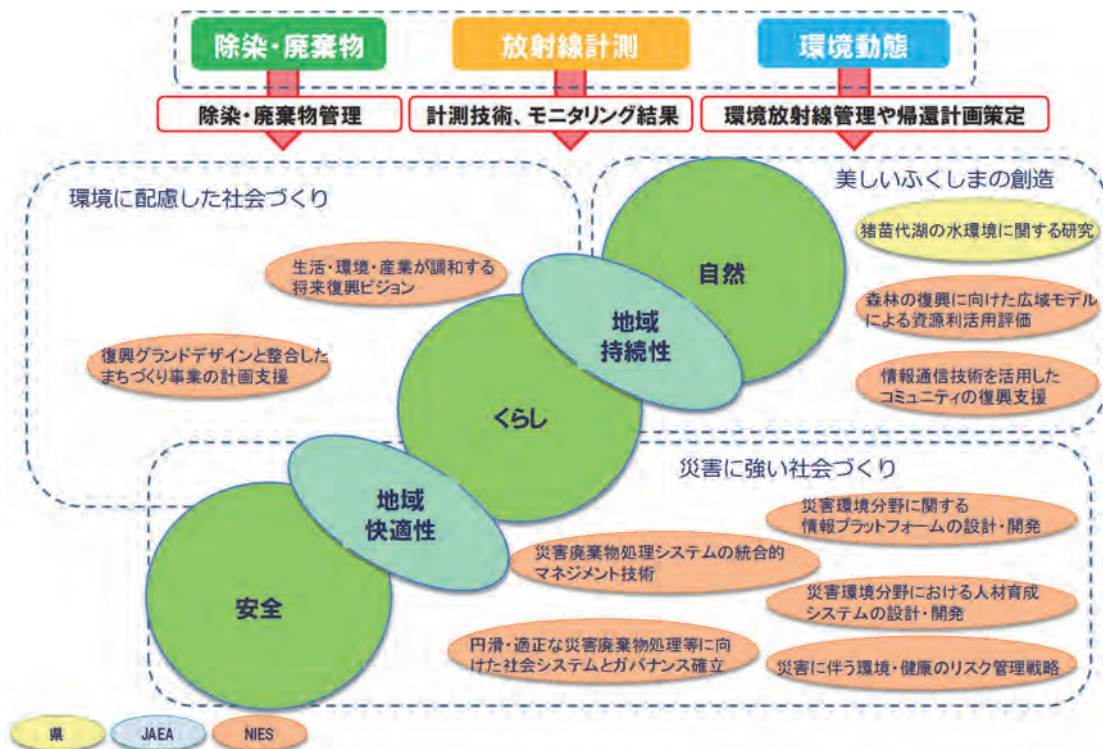 除染・廃棄物
放射線計測
環境動態
除染・廃棄物管理
計測技術、モニタリング結果
環境放射線管理や帰還計画策定
環境に配慮した社会づくり
美しいふくしまの創造
猪苗代湖の水環境に関する研究
生活・環境・産業が調和する
将来復興ビジョン
自然
森林の復興に向けた広域モデル
による資源利活用評価
地域
持続性
復興グランドデザインと整合した
まちづくり事業の計画支援
情報通信技術を活用した
コミュニティの復興支援
くらし
災害に強い社会づくり
地域
快適性
災害環境分野に関する
情報プラットフォームの設計・開発
災害廃棄物処理システムの統合的
マネジメント技術
安全
災害環境分野における人材育成
システムの設計・開発
円滑・適正な災害廃棄物処理等に向
けた社会システムとガバナンス確立
災害に伴う環境・健康のリスク管理戦略
県
JAEA
NIES